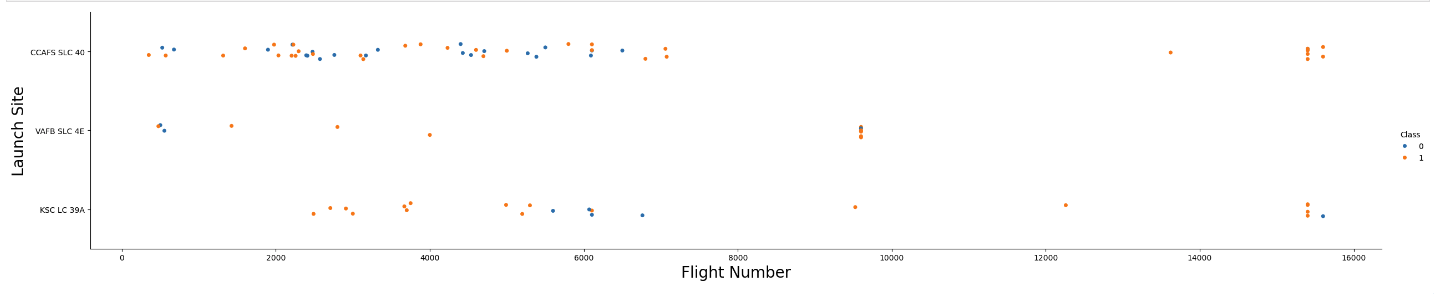 Launch Site
CCAFS SLC 40
VAFB SLC 4E
KSC LC 39A
0 2000 4000 6000 8000 10000 12000 14000 16000
Flight Number
Class
0
1